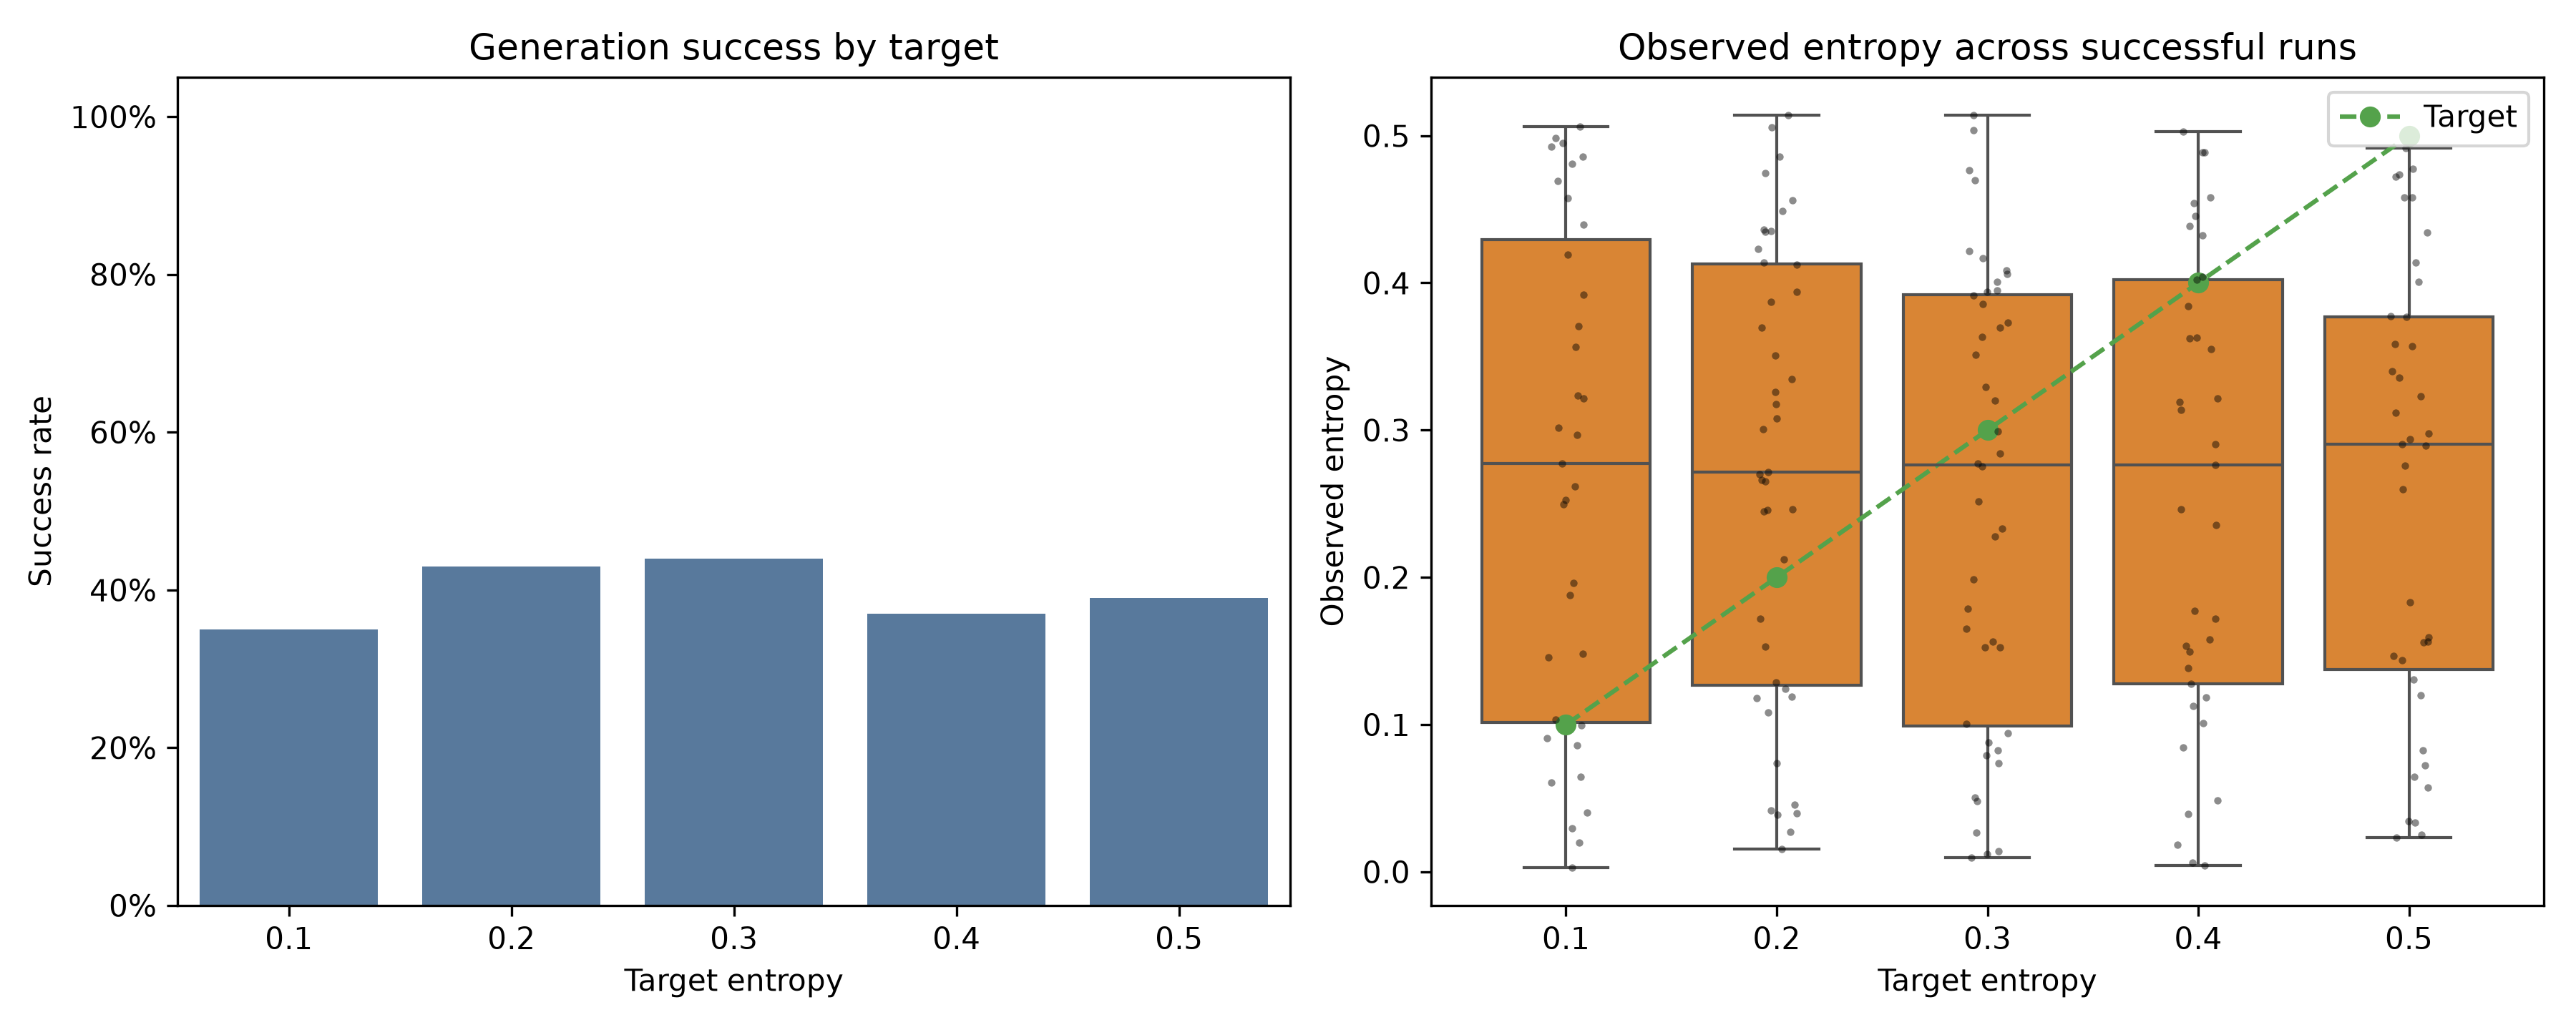 Generation success by target
Success rate
100%
80%
60%
40%
20%
0%
0.1 0.2 0.3 0.4 0.5
Target entropy
Observed entropy across successful runs
Target
Observed entropy
0.5
0.4
0.3
0.2
0.1
0.0
0.1 0.2 0.3 0.4 0.5
Target entropy